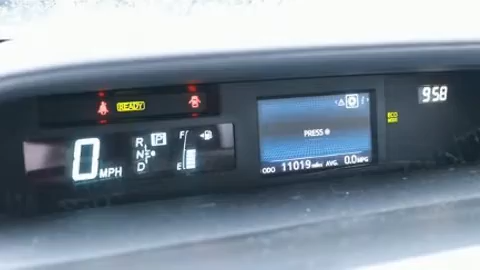 READY
0 MPH
P
R
N
D
F
E
PRESS
ODO 11019 miles AVG. 0.0 MPG
ECO
9:58